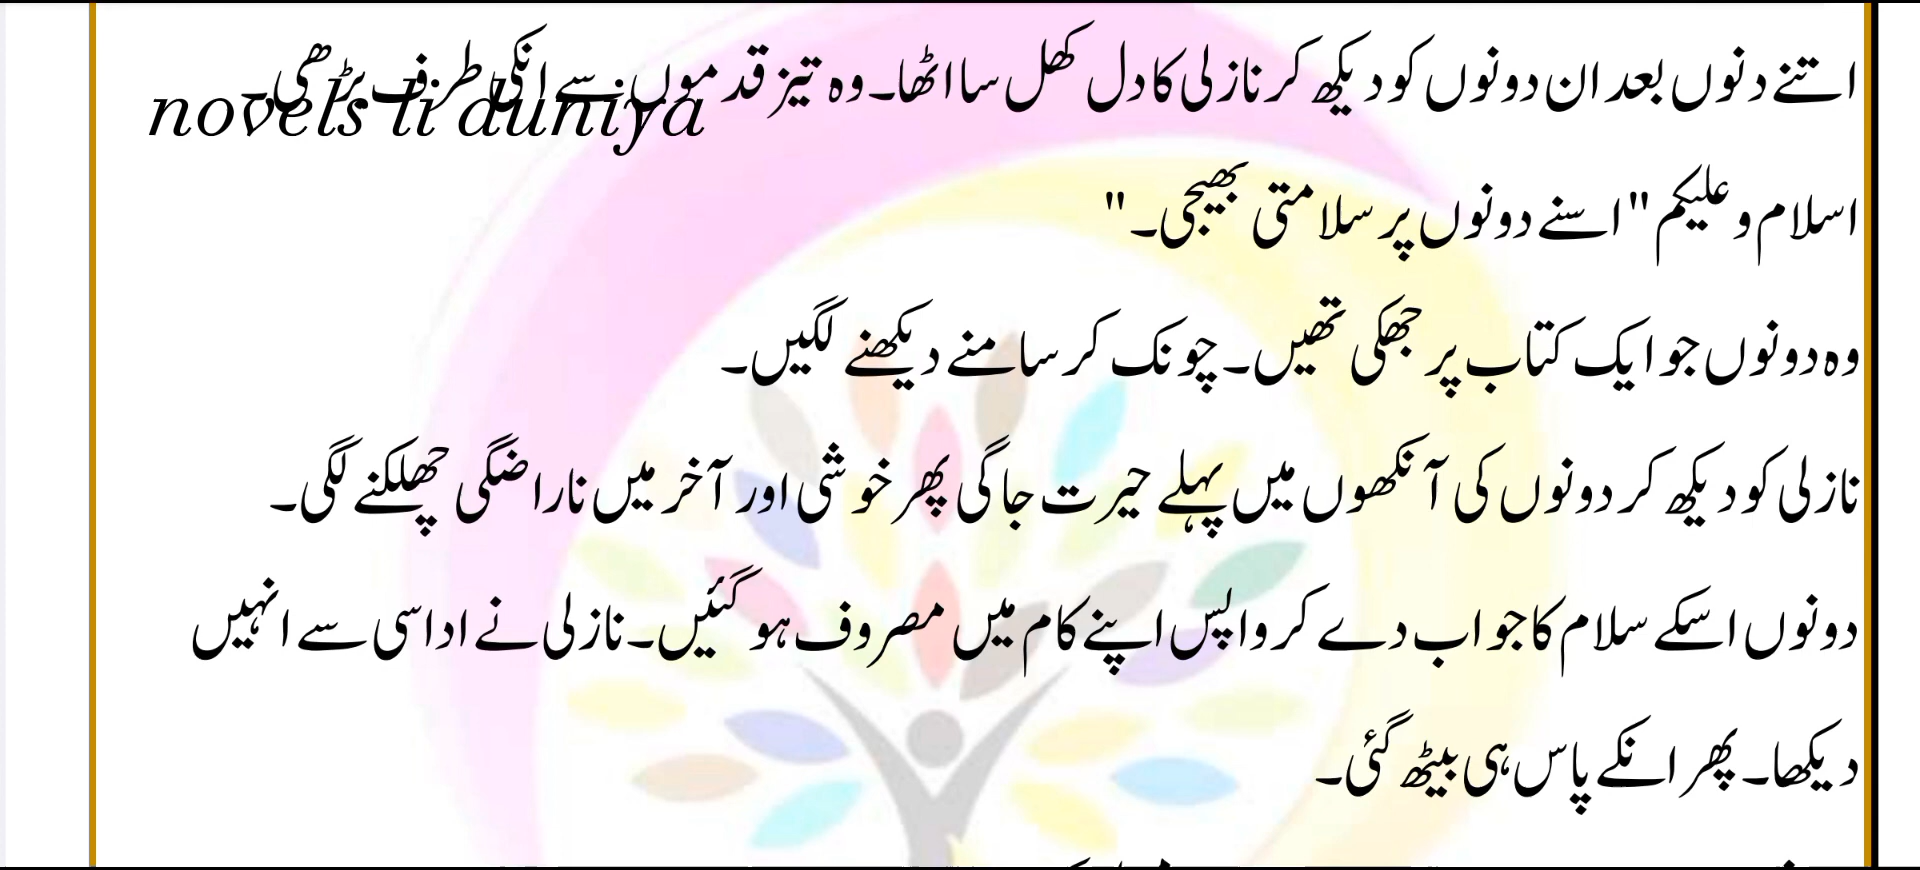 اتنے دنوں بعد ان دونوں کو دیکھ کر نازلی کا دل کھل سا اٹھا۔ وہ تیز قدموں سے انکی طرف بڑھی۔
novels ti duniya
اسلام و علیکم "اسنے دونوں پر سلامتی بھیجی۔"
وہ دونوں جو ایک کتاب پر جھکی تھیں۔ چونک کر سامنے دیکھنے لگیں۔
نازلی کو دیکھ کر دونوں کی آنکھوں میں پہلے حیرت جاگی پھر خوشی اور آخر میں ناراضگی چھلکنے لگی۔
دونوں اسکے سلام کا جواب دے کر واپس اپنے کام میں مصروف ہو گئیں۔ نازلی نے اداسی سے انہیں
دیکھا۔ پھر انکے پاس ہی بیٹھ گئی۔